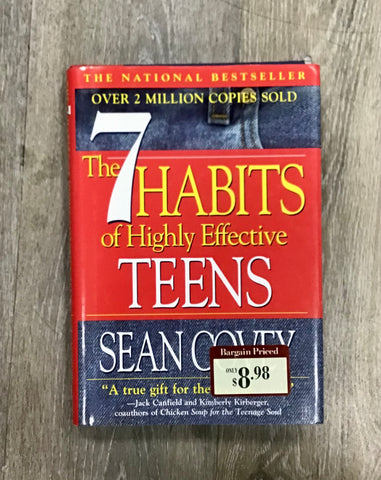 THE NATIONAL BESTSELLER
OVER 2 MILLION COPIES SOLD
The 7 HABITS
of Highly Effective
TEENS
SEAN COVEY
Bargain Priced
ONLY $8.98
"A true gift for the
—Jack Canfield and Kimberly Kirberger,
coauthors of Chicken Soup for the Teenage Soul